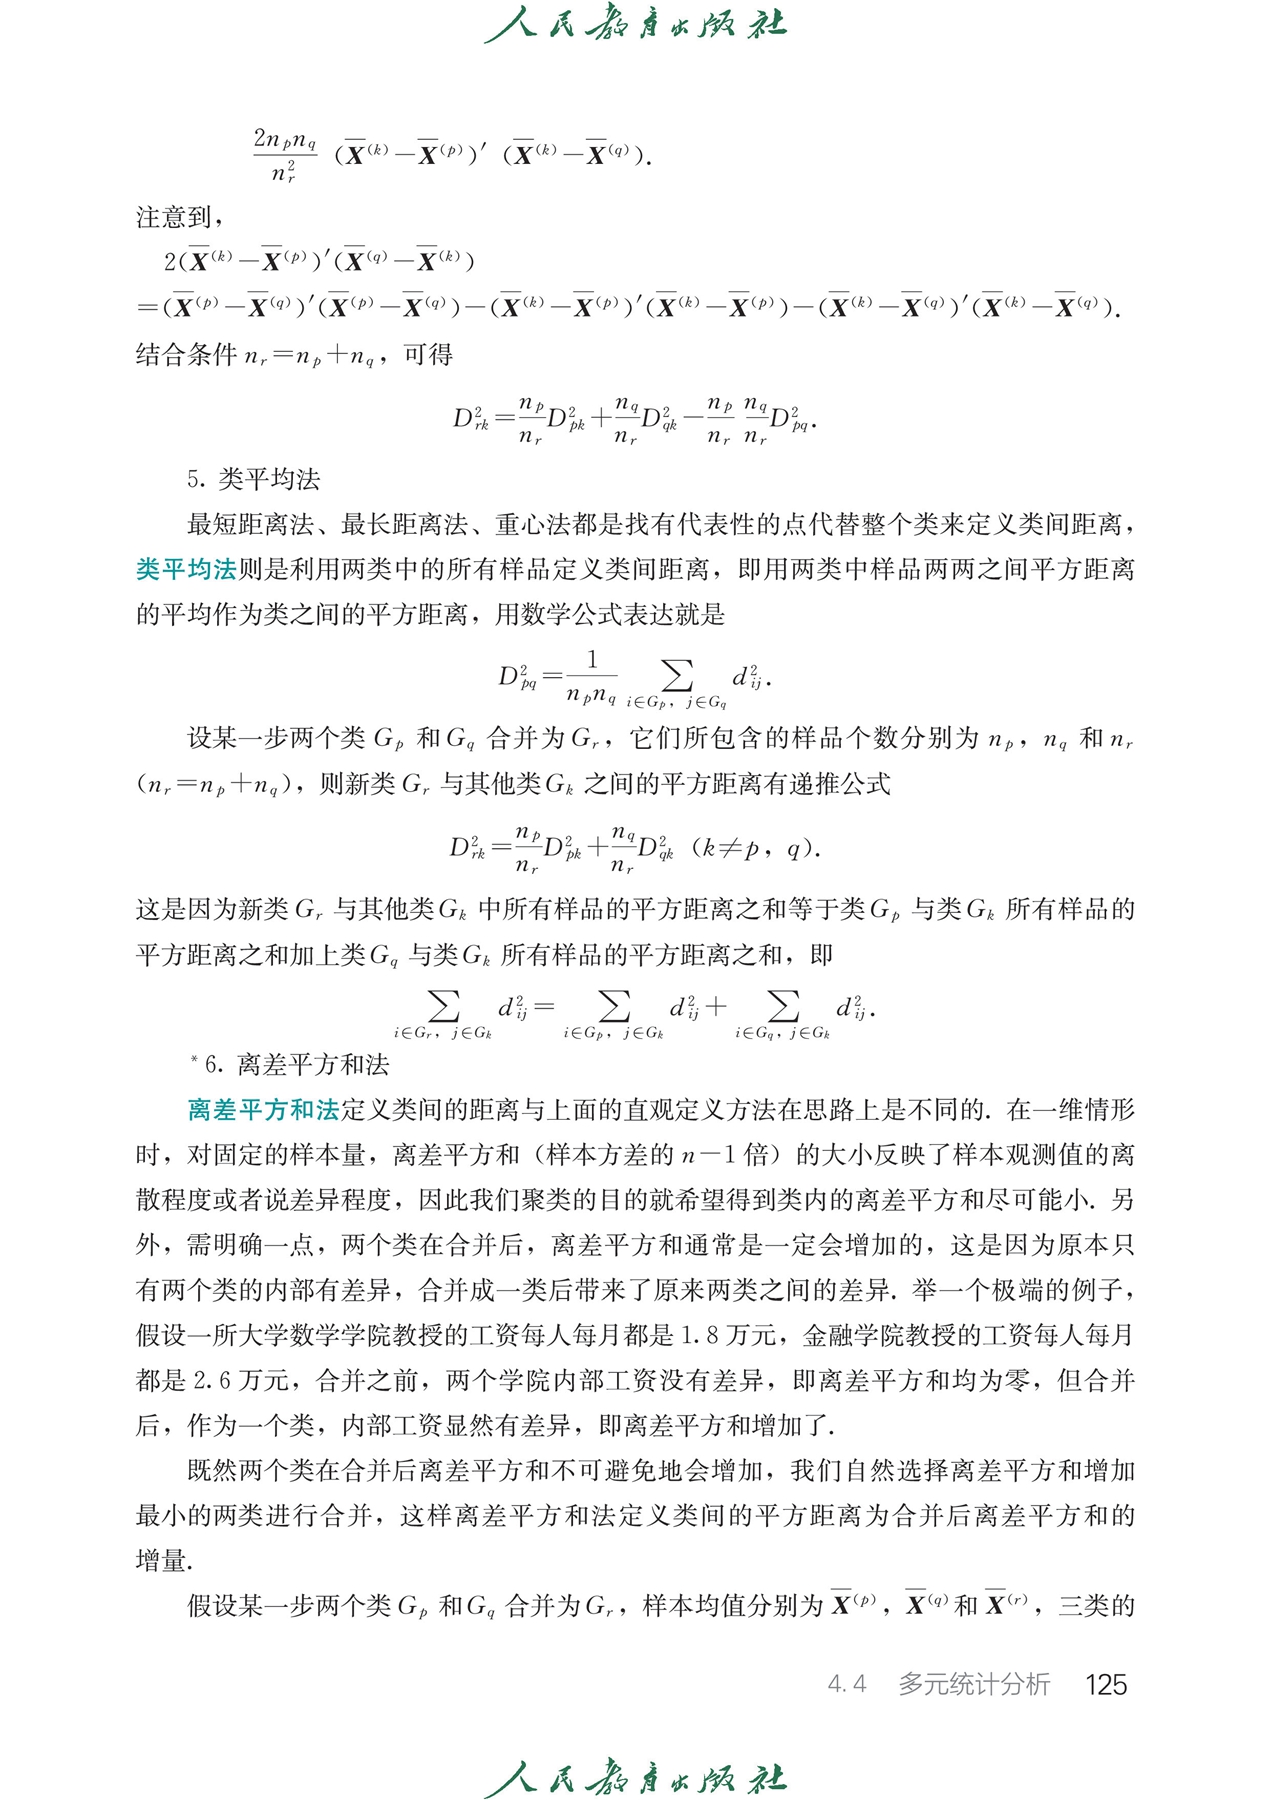 人民教育出版社
$\frac{2n_pn_q}{n_r^2}(\overline{X}^{(k)}-\overline{X}^{(p)})'(\overline{X}^{(k)}-\overline{X}^{(q)}).$
注意到，
$2(\overline{X}^{(k)}-\overline{X}^{(p)})'(\overline{X}^{(q)}-\overline{X}^{(k)})$
$=(\overline{X}^{(p)}-\overline{X}^{(q)})'(\overline{X}^{(p)}-\overline{X}^{(q)})-(\overline{X}^{(k)}-\overline{X}^{(p)})'(\overline{X}^{(k)}-\overline{X}^{(p)})-(\overline{X}^{(k)}-\overline{X}^{(q)})'(\overline{X}^{(k)}-\overline{X}^{(q)}).$
结合条件 $n_r=n_p+n_q$，可得
$D_{rk}^2=\frac{n_p}{n_r}D_{pk}^2+\frac{n_q}{n_r}D_{qk}^2-\frac{n_p}{n_r}\frac{n_q}{n_r}D_{pq}^2.$
5. 类平均法
最短距离法、最长距离法、重心法都是找有代表性的点代替整个类来定义类间距离，
类平均法则是利用两类中的所有样品定义类间距离，即用两类中样品两两之间平方距离
的平均作为类之间的平方距离，用数学公式表达就是
$D_{pq}^2=\frac{1}{n_pn_q}\sum_{i\in G_p,\ j\in G_q}d_{ij}^2.$
设某一步两个类 $G_p$ 和 $G_q$ 合并为 $G_r$，它们所包含的样品个数分别为 $n_p$，$n_q$ 和 $n_r$
$(n_r=n_p+n_q)$，则新类 $G_r$ 与其他类 $G_k$ 之间的平方距离有递推公式
$D_{rk}^2=\frac{n_p}{n_r}D_{pk}^2+\frac{n_q}{n_r}D_{qk}^2\ (k\neq p,\ q).$
这是因为新类 $G_r$ 与其他类 $G_k$ 中所有样品的平方距离之和等于类 $G_p$ 与类 $G_k$ 所有样品的
平方距离之和加上类 $G_q$ 与类 $G_k$ 所有样品的平方距离之和，即
$\sum_{i\in G_r,\ j\in G_k}d_{ij}^2=\sum_{i\in G_p,\ j\in G_k}d_{ij}^2+\sum_{i\in G_q,\ j\in G_k}d_{ij}^2.$
*6. 离差平方和法
离差平方和法定义类间的距离与上面的直观定义方法在思路上是不同的. 在一维情形
时，对固定的样本量，离差平方和（样本方差的 $n-1$ 倍）的大小反映了样本观测值的离
散程度或者说差异程度，因此我们聚类的目的就希望得到类内的离差平方和尽可能小. 另
外，需明确一点，两个类在合并后，离差平方和通常是一定会增加的，这是因为原本只
有两个类的内部有差异，合并成一类后带来了原来两类之间的差异. 举一个极端的例子，
假设一所大学数学学院教授的工资每人每月都是 1.8 万元，金融学院教授的工资每人每月
都是 2.6 万元，合并之前，两个学院内部工资没有差异，即离差平方和均为零，但合并
后，作为一个类，内部工资显然有差异，即离差平方和增加了.
既然两个类在合并后离差平方和不可避免地会增加，我们自然选择离差平方和增加
最小的两类进行合并，这样离差平方和法定义类间的平方距离为合并后离差平方和的
增量.
假设某一步两个类 $G_p$ 和 $G_q$ 合并为 $G_r$，样本均值分别为 $\overline{X}^{(p)}$，$\overline{X}^{(q)}$ 和 $\overline{X}^{(r)}$，三类的
4.4 多元统计分析 125
人民教育出版社